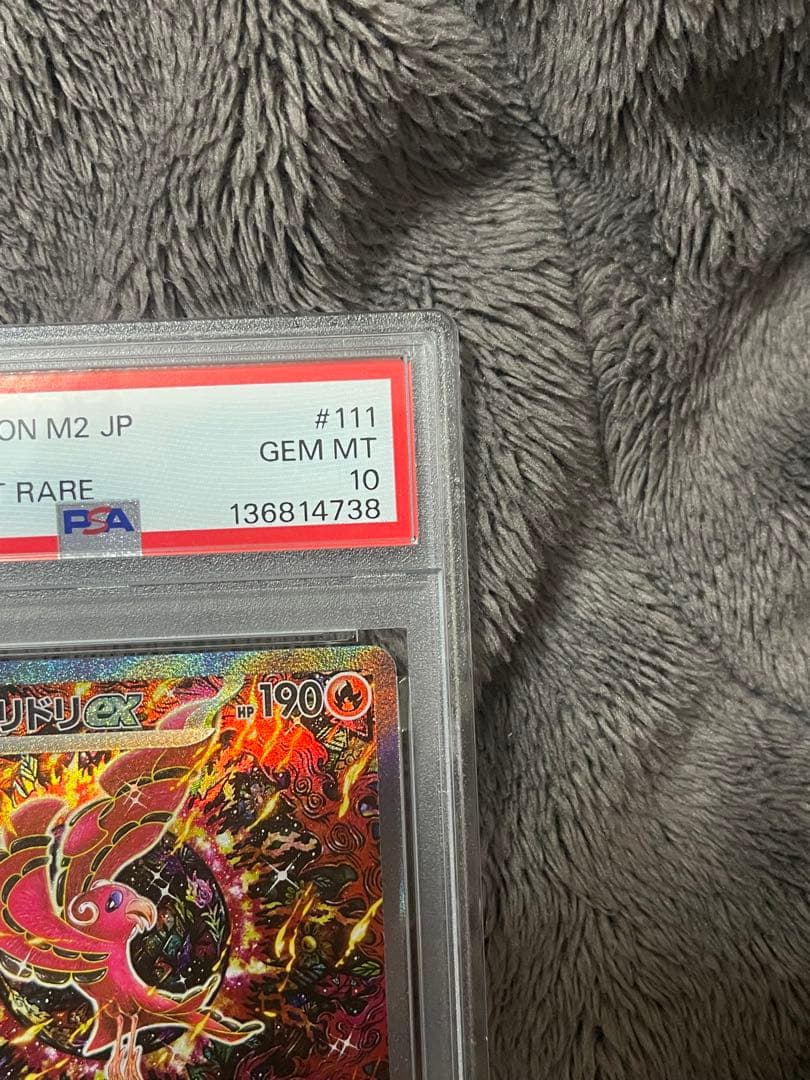 ON M2 JP #111
GEM MT
T RARE 10
PSA 136814738
リドリex HP 190